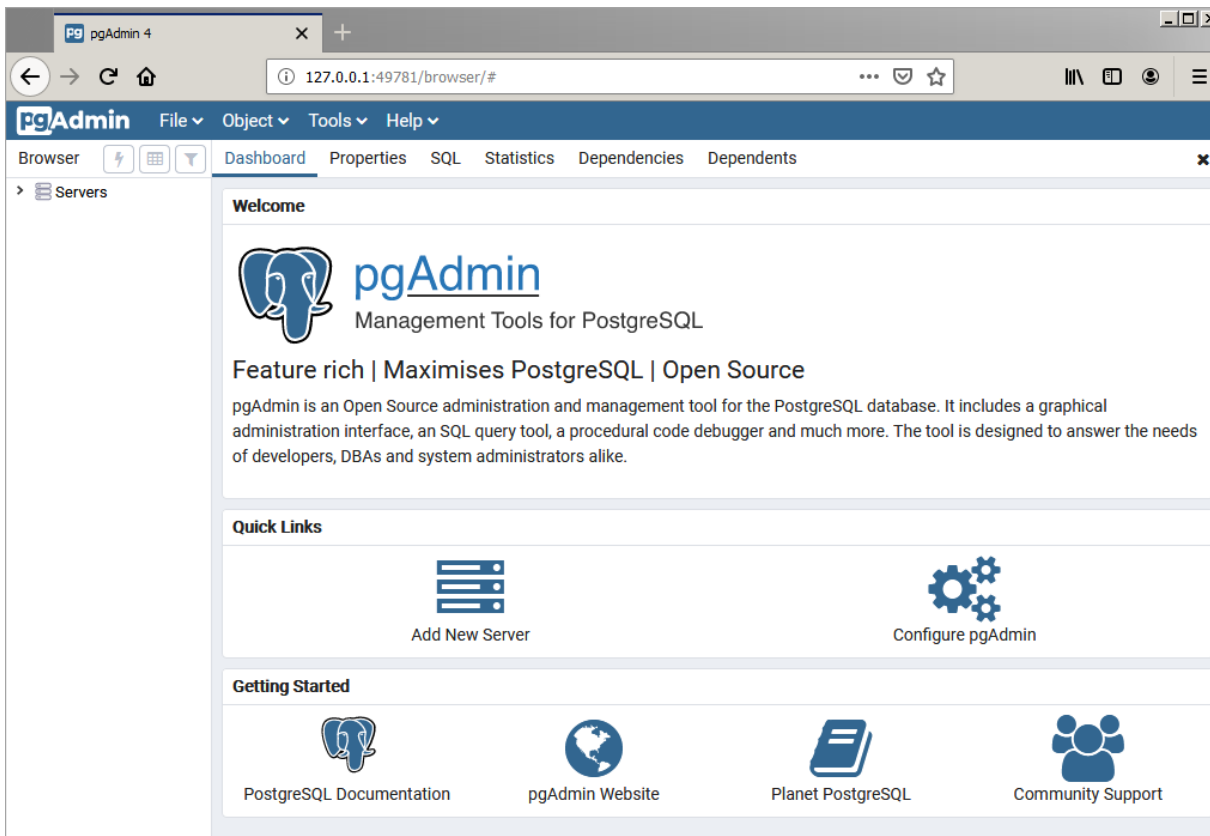 pgAdmin 4
127.0.0.1:49781/browser/#
pgAdmin File Object Tools Help
Browser Dashboard Properties SQL Statistics Dependencies Dependents
Servers
Welcome
pgAdmin
Management Tools for PostgreSQL
Feature rich | Maximises PostgreSQL | Open Source
pgAdmin is an Open Source administration and management tool for the PostgreSQL database. It includes a graphical
administration interface, an SQL query tool, a procedural code debugger and much more. The tool is designed to answer the needs
of developers, DBAs and system administrators alike.
Quick Links
Add New Server Configure pgAdmin
Getting Started
PostgreSQL Documentation pgAdmin Website Planet PostgreSQL Community Support